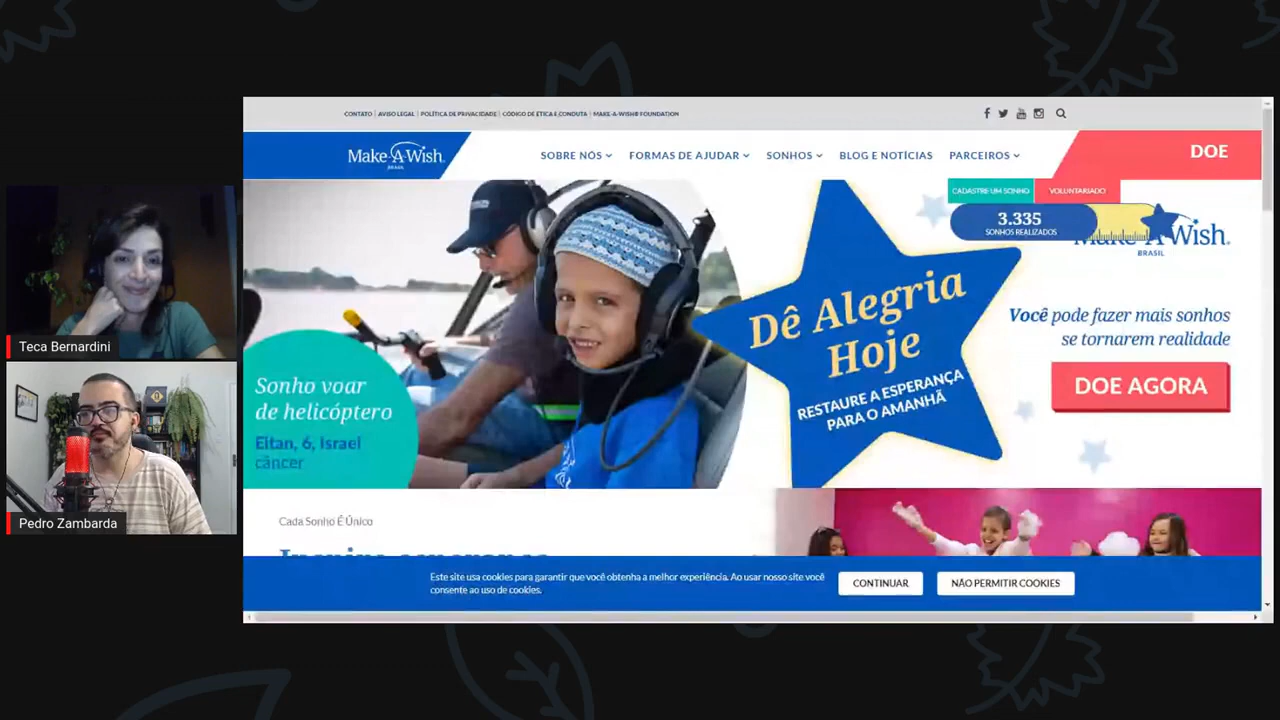 CONTATO | AVISO LEGAL | POLÍTICA DE PRIVACIDADE | CÓDIGO DE ÉTICA E CONDUTA | MAKE-A-WISH® FOUNDATION
Make-A-Wish.
BRASIL
SOBRE NÓS
FORMAS DE AJUDAR
SONHOS
BLOG E NOTÍCIAS
PARCEIROS
DOE
CADASTRE UM SONHO
VOLUNTARIADO
3.335
SONHOS REALIZADOS
Make-A-Wish.
BRASIL
Dê Alegria
Hoje
RESTAURE A ESPERANÇA
PARA O AMANHÃ
Você pode fazer mais sonhos
se tornarem realidade
DOE AGORA
Sonho voar
de helicóptero
Eitan, 6, Israel
câncer
Teca Bernardini
Pedro Zambarda
Cada Sonho É Único
Este site usa cookies para garantir que você obtenha a melhor experiência. Ao usar nosso site você
consente ao uso de cookies.
CONTINUAR
NÃO PERMITIR COOKIES